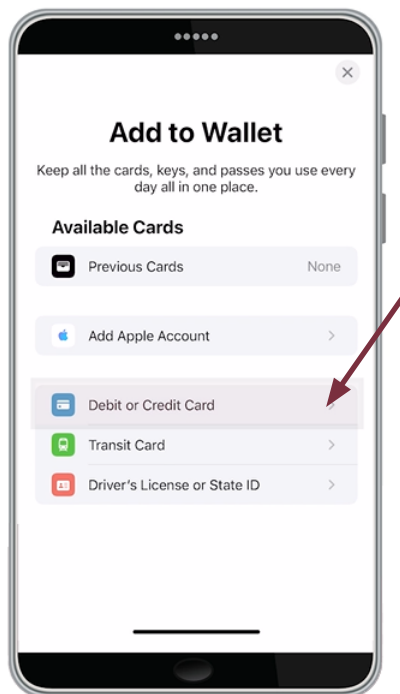 Add to Wallet
Keep all the cards, keys, and passes you use every
day all in one place.
Available Cards
Previous Cards None
Add Apple Account
Debit or Credit Card
Transit Card
Driver's License or State ID